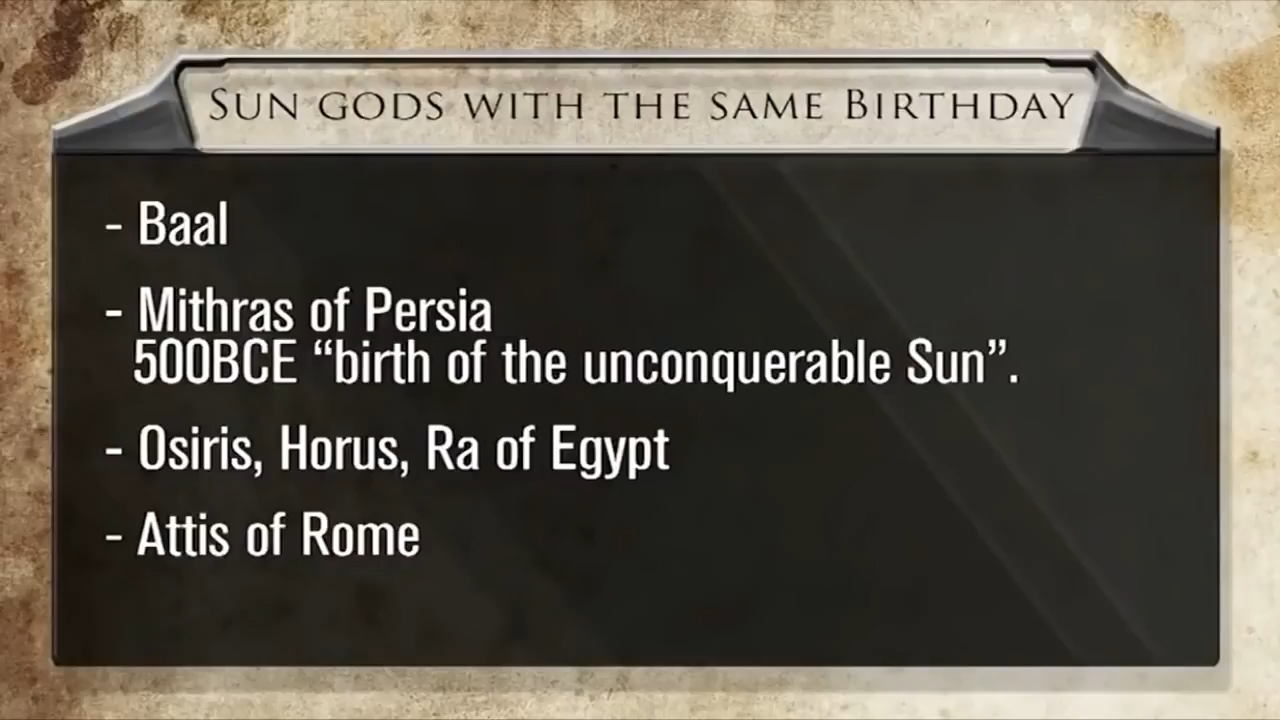 Sun gods with the same Birthday
- Baal
- Mithras of Persia
500BCE “birth of the unconquerable Sun”.
- Osiris, Horus, Ra of Egypt
- Attis of Rome